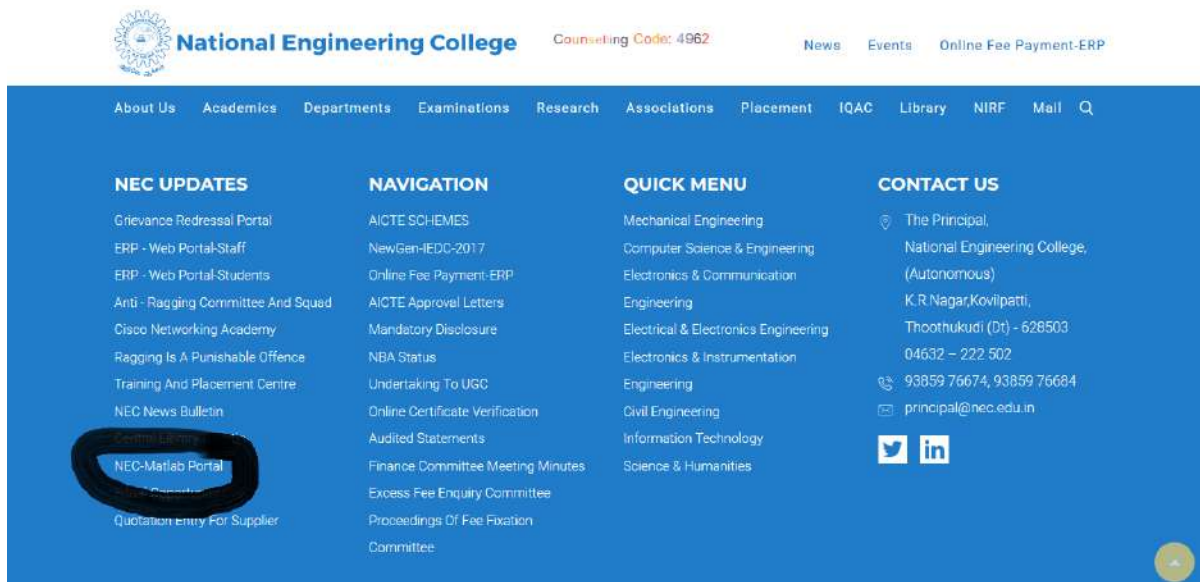 National Engineering College
Counselling Code: 4962
News Events Online Fee Payment-ERP
About Us Academics Departments Examinations Research Associations Placement IQAC Library NIRF Mail
NEC UPDATES
Grievance Redressal Portal
ERP - Web Portal-Staff
ERP - Web Portal-Students
Anti - Ragging Committee And Squad
Cisco Networking Academy
Ragging Is A Punishable Offence
Training And Placement Centre
NEC News Bulletin
Central Library
NEC-Matlab Portal
Quotation Entry For Supplier
NAVIGATION
AICTE SCHEMES
NewGen-IEDC-2017
Online Fee Payment-ERP
AICTE Approval Letters
Mandatory Disclosure
NBA Status
Undertaking To UGC
Online Certificate Verification
Audited Statements
Finance Committee Meeting Minutes
Excess Fee Enquiry Committee
Proceedings Of Fee Fixation
Committee
QUICK MENU
Mechanical Engineering
Computer Science & Engineering
Electronics & Communication
Engineering
Electrical & Electronics Engineering
Electronics & Instrumentation
Engineering
Civil Engineering
Information Technology
Science & Humanities
CONTACT US
The Principal,
National Engineering College,
(Autonomous)
K.R.Nagar,Kovilpatti,
Thoothukudi (Dt) - 628503
04632 – 222 502
93859 76674, 93859 76684
principal@nec.edu.in